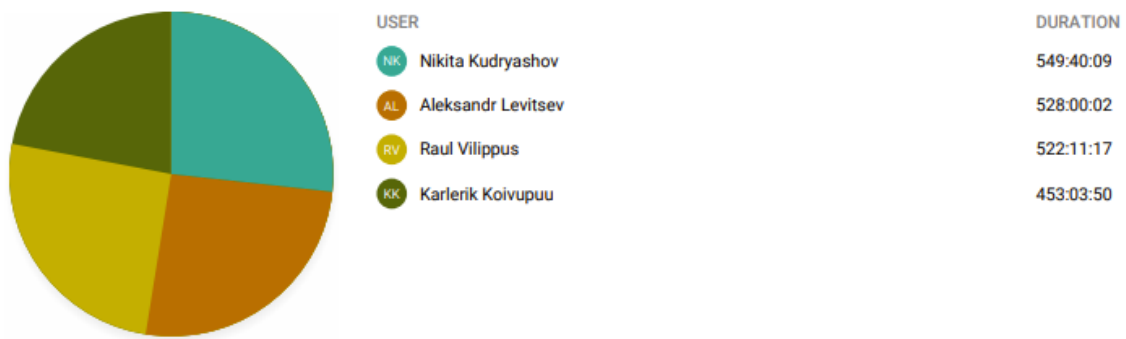 USER DURATION
NK Nikita Kudryashov 549:40:09
AL Aleksandr Levitsev 528:00:02
RV Raul Vilippus 522:11:17
KK Karlerik Koivupuu 453:03:50